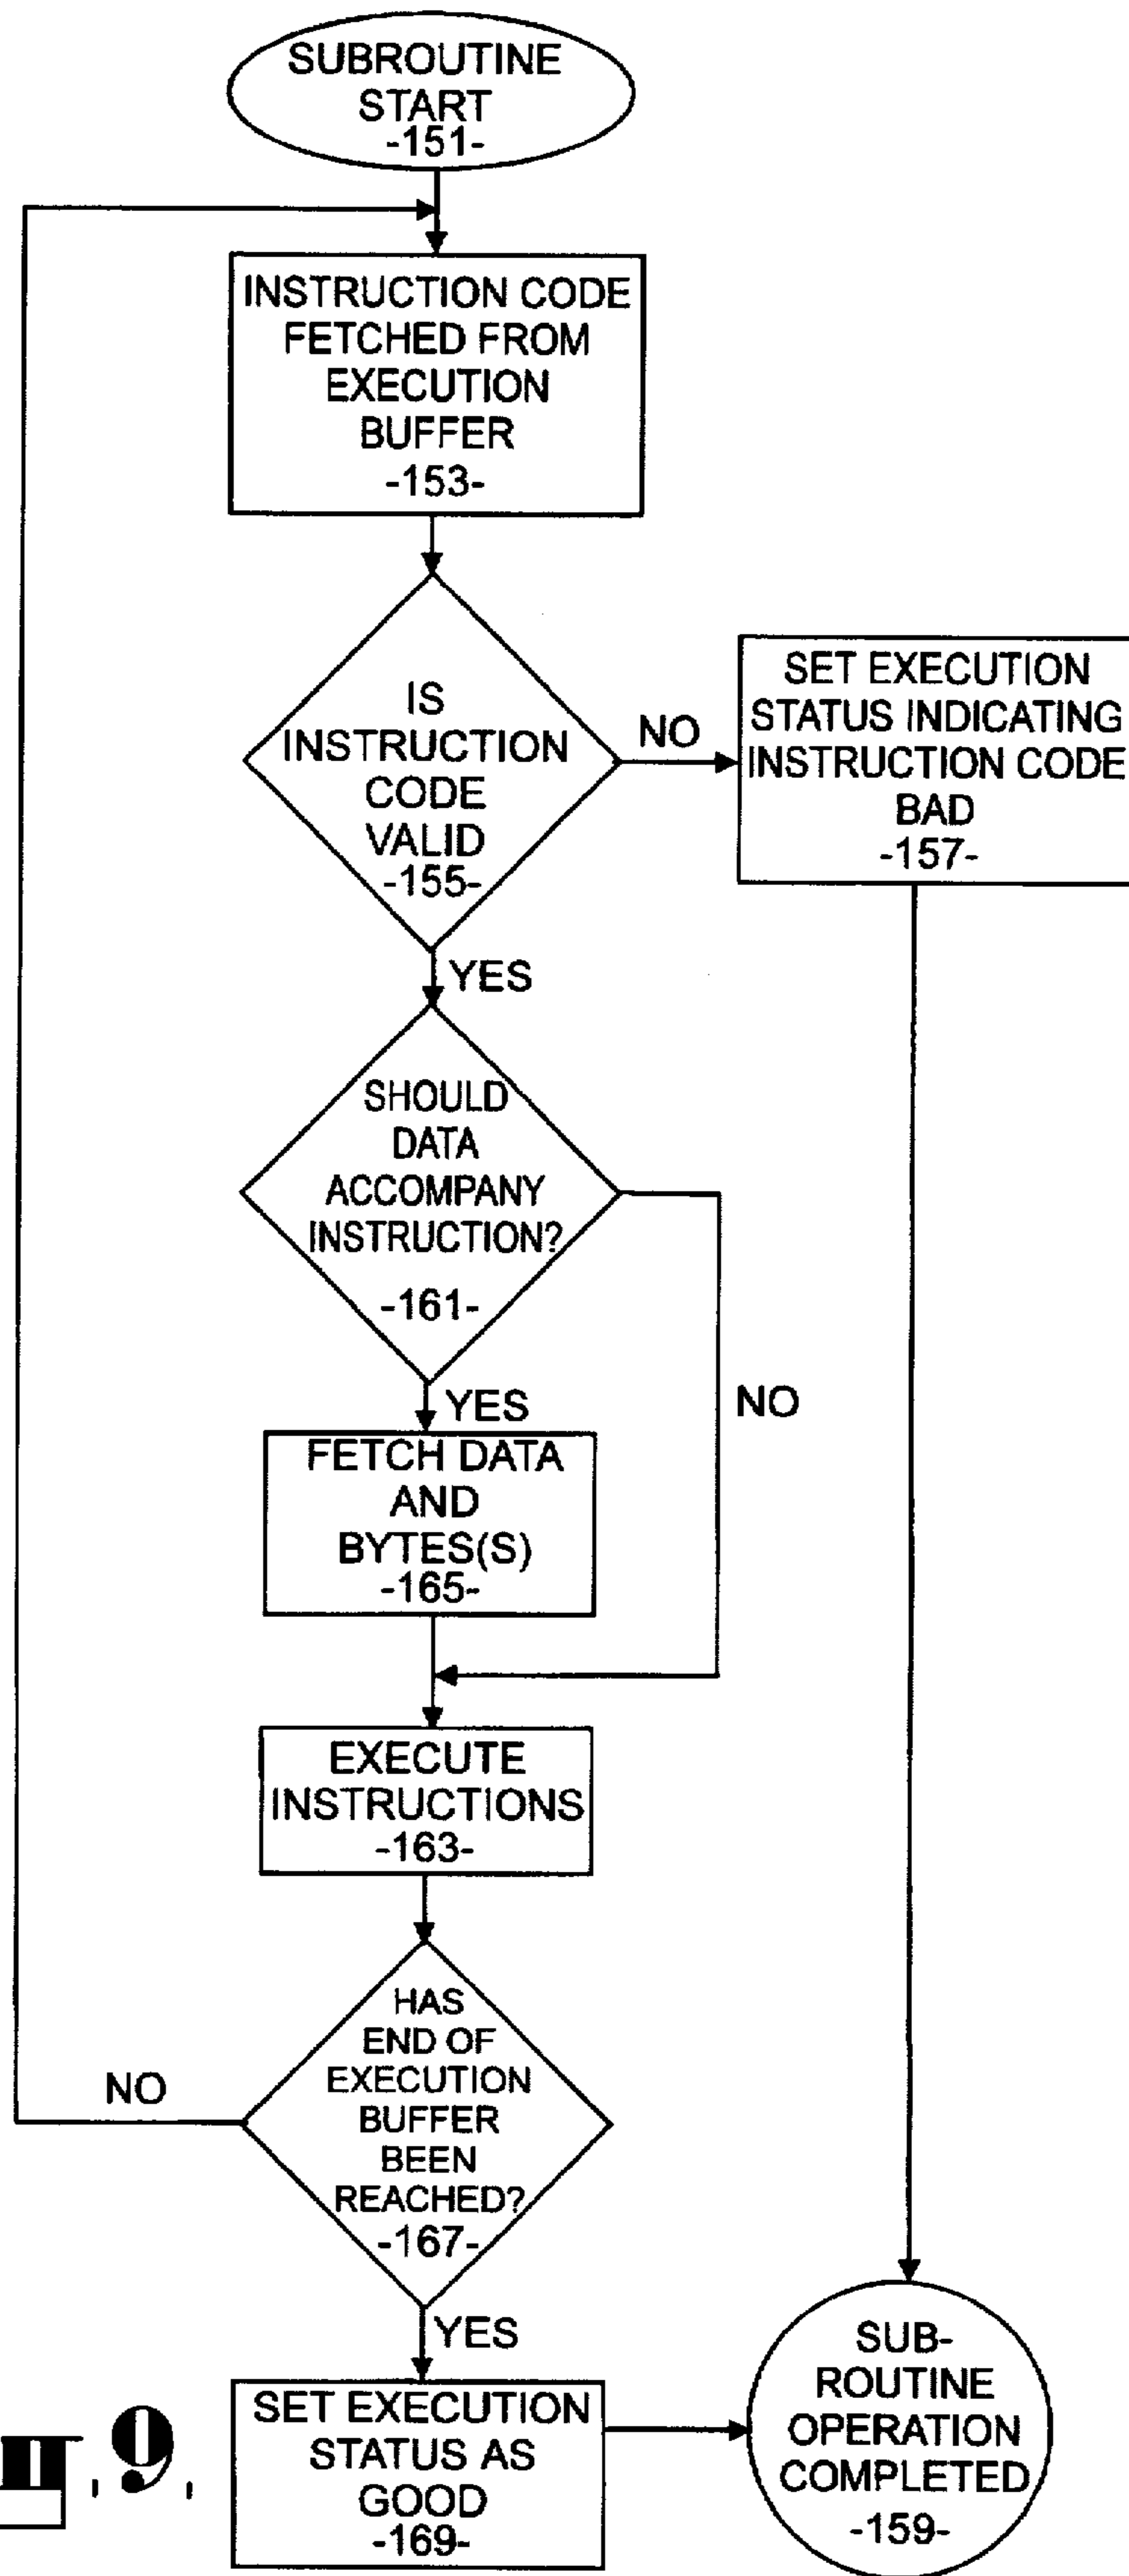 SUBROUTINE
START
-151-
INSTRUCTION CODE
FETCHED FROM
EXECUTION
BUFFER
-153-
IS
INSTRUCTION
CODE
VALID
-155-
NO
SET EXECUTION
STATUS INDICATING
INSTRUCTION CODE
BAD
-157-
YES
SHOULD
DATA
ACCOMPANY
INSTRUCTION?
-161-
NO
YES
FETCH DATA
AND
BYTES(S)
-165-
EXECUTE
INSTRUCTIONS
-163-
HAS
END OF
EXECUTION
BUFFER
BEEN
REACHED?
-167-
NO
YES
SET EXECUTION
STATUS AS
GOOD
-169-
SUB-
ROUTINE
OPERATION
COMPLETED
-159-
9